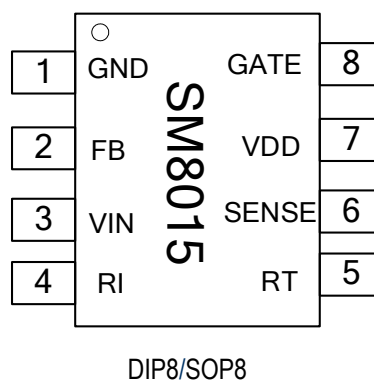 1 GND GATE 8
2 FB VDD 7
3 VIN SENSE 6
4 RI RT 5
SM8015
DIP8/SOP8